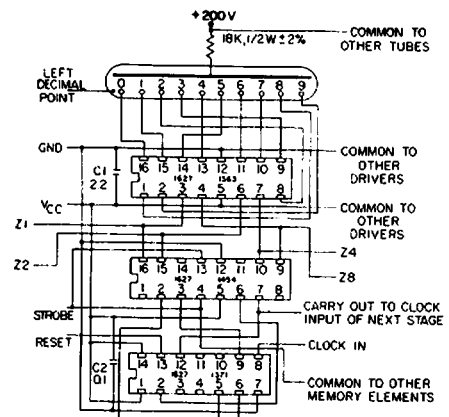 +200V
18K,1/2W±2%
COMMON TO
OTHER TUBES
LEFT
DECIMAL
POINT
0 1 2 3 4 5 6 7 8 9
GND
C1
2.2
16 15 14 13 12 11 10 9
1627 1563
1 2 3 4 5 6 7 8
COMMON TO
OTHER
DRIVERS
VCC
COMMON TO
OTHER
DRIVERS
Z1
Z4
Z2
Z8
16 15 14 13 12 11 10 9
1627
1 2 3 4 5 6 7 8
STROBE
CARRY OUT TO CLOCK
INPUT OF NEXT STAGE
RESET
CLOCK IN
C2
0.1
14 13 12 11 10 9 8
1627 1371
1 2 3 4 5 6 7
COMMON TO OTHER
MEMORY ELEMENTS